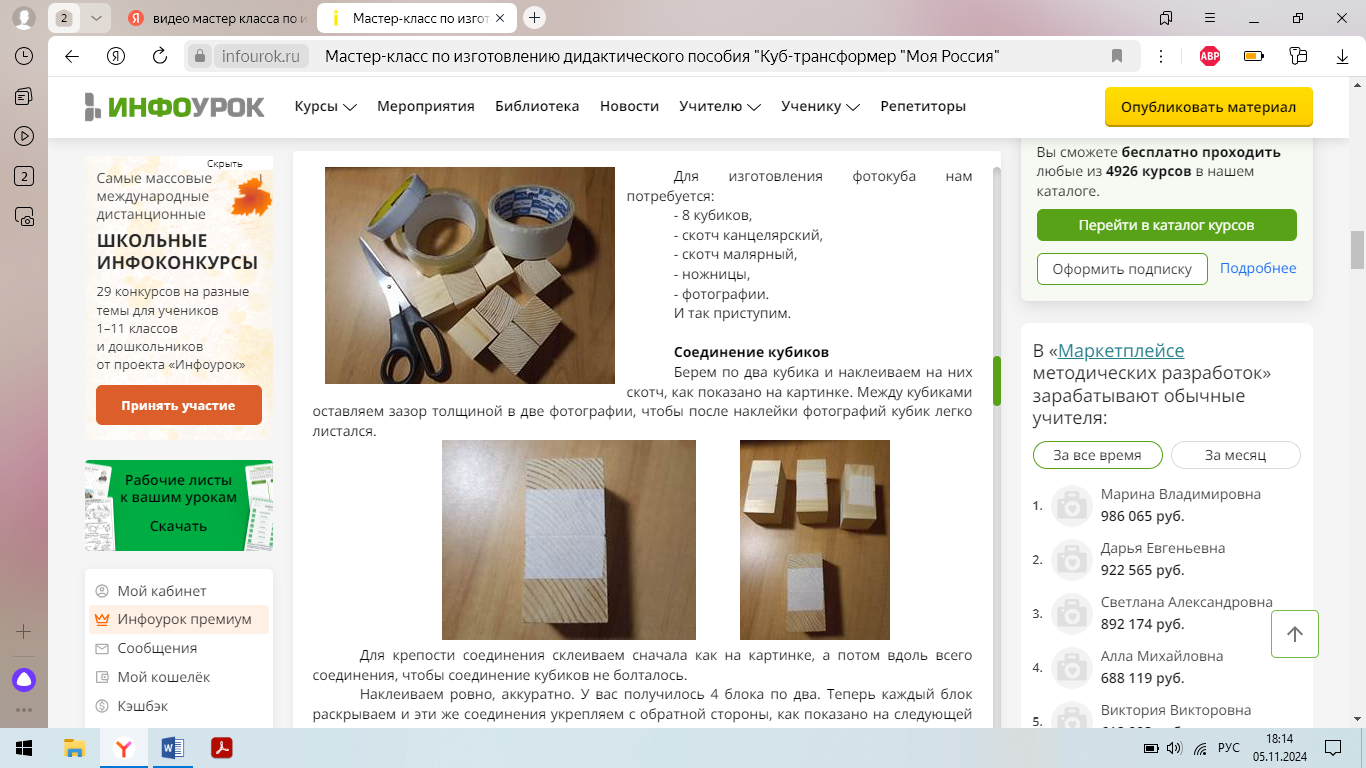 2
видео мастер класса по и
Мастер-класс по изгот
infourok.ru
Мастер-класс по изготовлению дидактического пособия "Куб-трансформер "Моя Россия"
ABP
ИНФОУРОК
Курсы
Мероприятия
Библиотека
Новости
Учителю
Ученику
Репетиторы
Опубликовать материал
2
Скрыть
Самые массовые
международные
дистанционные
ШКОЛЬНЫЕ
ИНФОКОНКУРСЫ
29 конкурсов на разные
темы для учеников
1–11 классов
и дошкольников
от проекта «Инфоурок»
Принять участие
Рабочие листы
к вашим урокам
Скачать
Мой кабинет
Инфоурок премиум
Сообщения
Мой кошелёк
Кэшбэк
Для изготовления фотокуба нам
потребуется:
- 8 кубиков,
- скотч канцелярский,
- скотч малярный,
- ножницы,
- фотографии.
И так приступим.
Соединение кубиков
Берем по два кубика и наклеиваем на них
скотч, как показано на картинке. Между кубиками
оставляем зазор толщиной в две фотографии, чтобы после наклейки фотографий кубик легко
листался.
Для крепости соединения склеиваем сначала как на картинке, а потом вдоль всего
соединения, чтобы соединение кубиков не болталось.
Наклеиваем ровно, аккуратно. У вас получилось 4 блока по два. Теперь каждый блок
раскрываем и эти же соединения укрепляем с обратной стороны, как показано на следующей
Вы сможете бесплатно проходить
любые из 4926 курсов в нашем
каталоге.
Перейти в каталог курсов
Оформить подписку
Подробнее
В «Маркетплейсе
методических разработок»
зарабатывают обычные
учителя:
За все время
За месяц
1. Марина Владимировна
986 065 руб.
2. Дарья Евгеньевна
922 565 руб.
3. Светлана Александровна
892 174 руб.
4. Алла Михайловна
688 119 руб.
5. Виктория Викторовна
РУС
18:14
05.11.2024